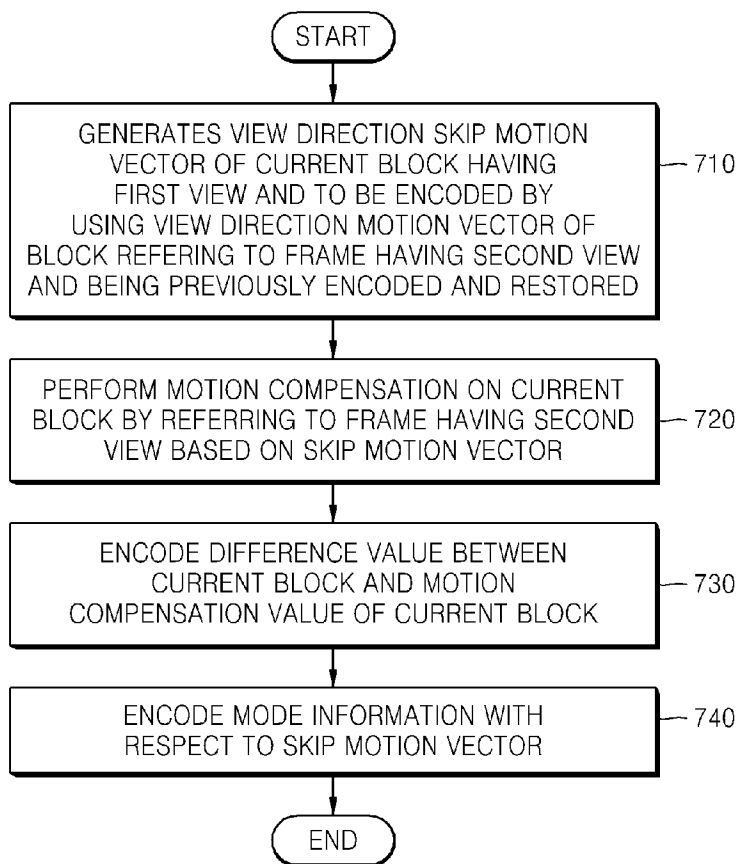 START
GENERATES VIEW DIRECTION SKIP MOTION
VECTOR OF CURRENT BLOCK HAVING
FIRST VIEW AND TO BE ENCODED BY
USING VIEW DIRECTION MOTION VECTOR OF
BLOCK REFERING TO FRAME HAVING SECOND VIEW
AND BEING PREVIOUSLY ENCODED AND RESTORED
710
PERFORM MOTION COMPENSATION ON CURRENT
BLOCK BY REFERRING TO FRAME HAVING SECOND
VIEW BASED ON SKIP MOTION VECTOR
720
ENCODE DIFFERENCE VALUE BETWEEN
CURRENT BLOCK AND MOTION
COMPENSATION VALUE OF CURRENT BLOCK
730
ENCODE MODE INFORMATION WITH
RESPECT TO SKIP MOTION VECTOR
740
END